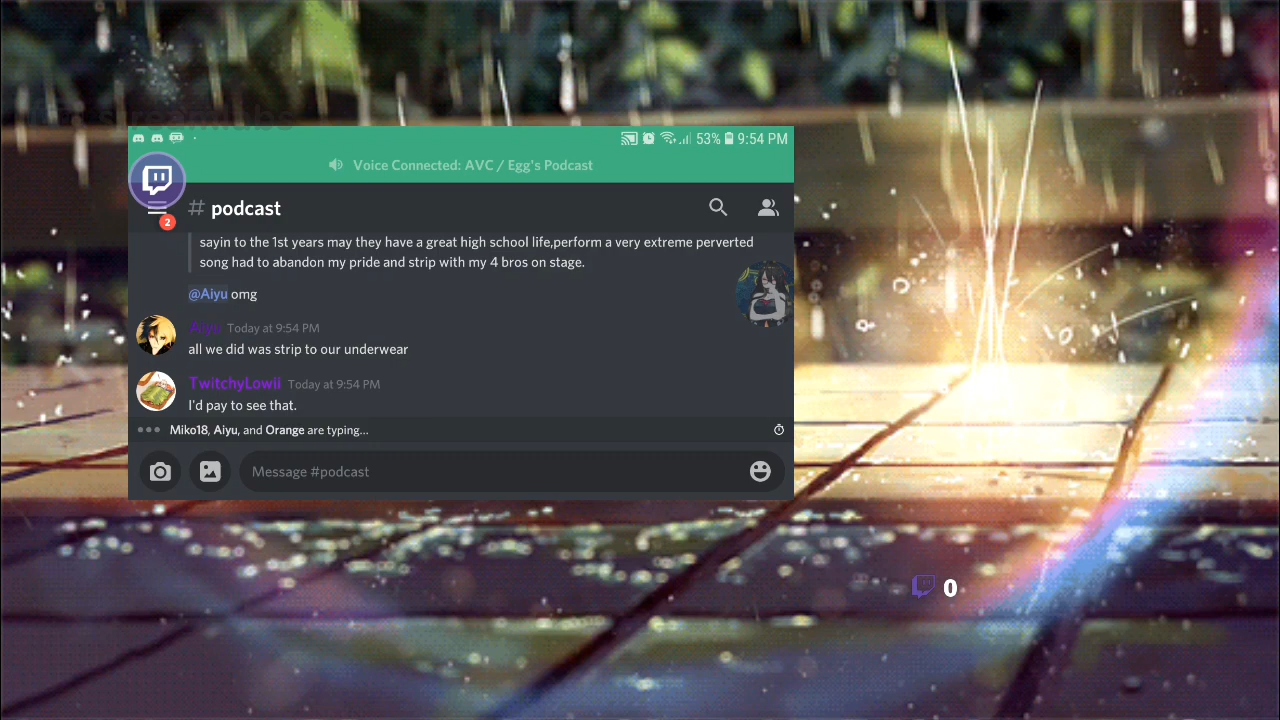 53% 9:54 PM
Voice Connected: AVC / Egg's Podcast
2
# podcast
sayin to the 1st years may they have a great high school life,perform a very extreme perverted
song had to abandon my pride and strip with my 4 bros on stage.
@Aiyu omg
Aiyu Today at 9:54 PM
all we did was strip to our underwear
TwitchyLowii Today at 9:54 PM
I'd pay to see that.
Miko18, Aiyu, and Orange are typing...
Message #podcast
0